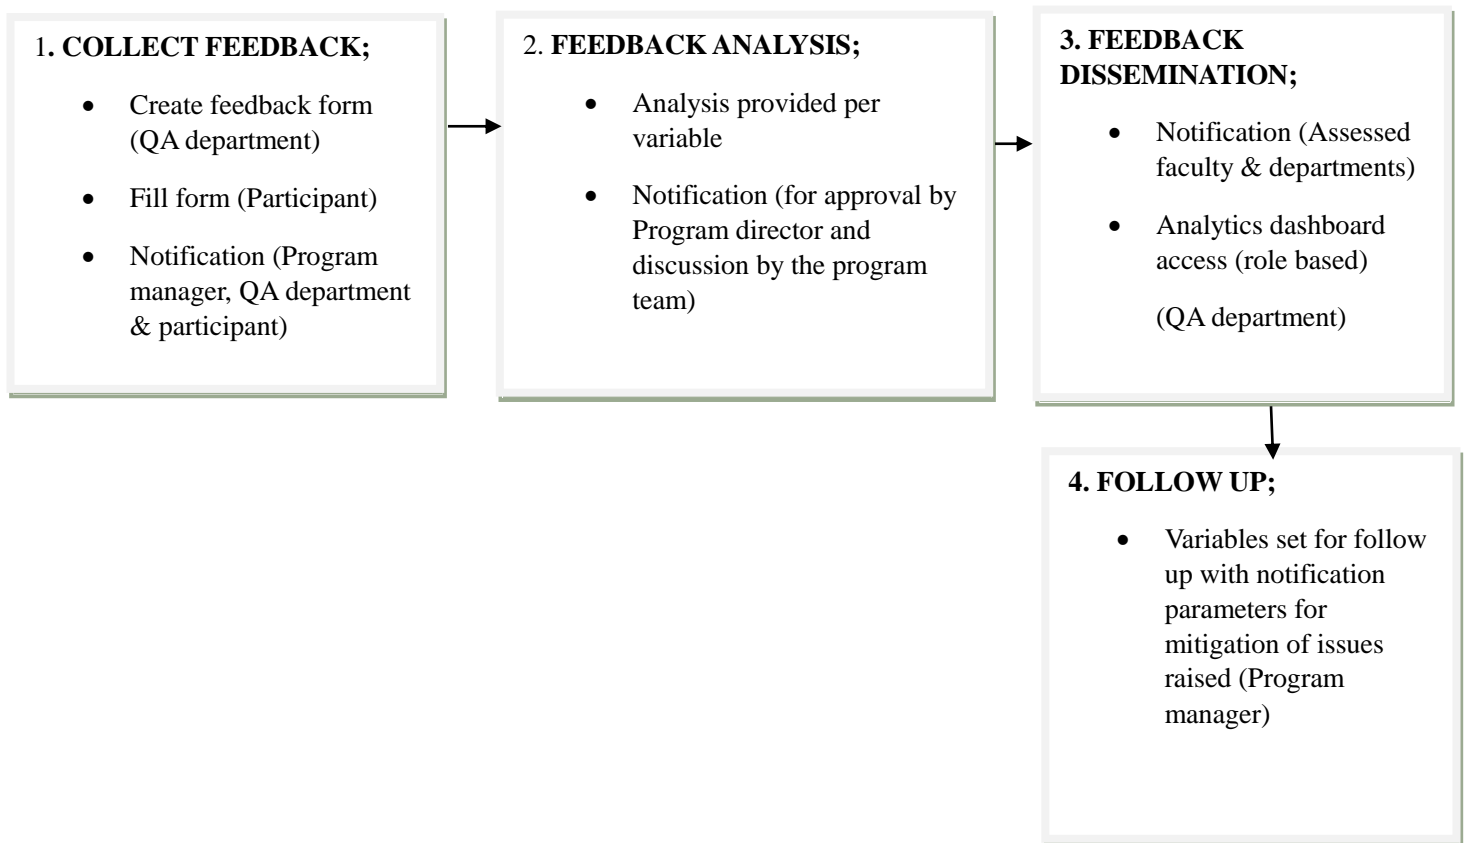 1. COLLECT FEEDBACK;
• Create feedback form
(QA department)
• Fill form (Participant)
• Notification (Program
manager, QA department
& participant)
2. FEEDBACK ANALYSIS;
• Analysis provided per
variable
• Notification (for approval by
Program director and
discussion by the program
team)
3. FEEDBACK
DISSEMINATION;
• Notification (Assessed
faculty & departments)
• Analytics dashboard
access (role based)
(QA department)
4. FOLLOW UP;
• Variables set for follow
up with notification
parameters for
mitigation of issues
raised (Program
manager)